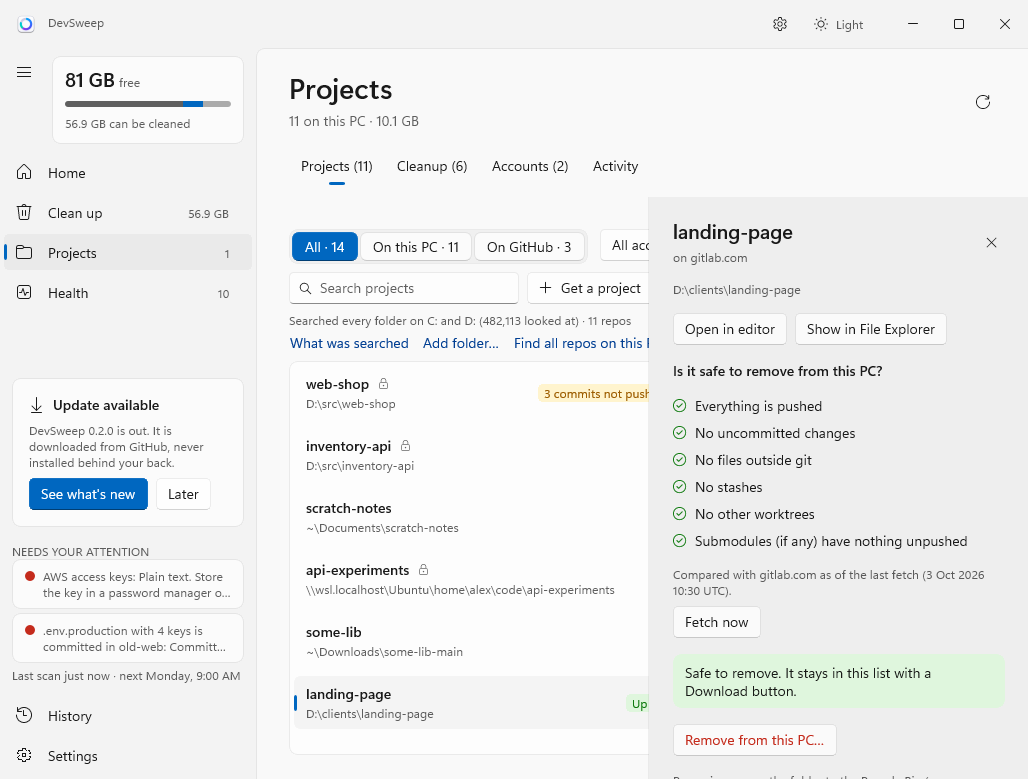 DevSweep
Light
81 GB free
56.9 GB can be cleaned
Home
Clean up
56.9 GB
Projects
1
Health
10
Update available
DevSweep 0.2.0 is out. It is
downloaded from GitHub, never
installed behind your back.
See what's new
Later
NEEDS YOUR ATTENTION
AWS access keys: Plain text. Store
the key in a password manager o...
.env.production with 4 keys is
committed in old-web: Committ...
Last scan just now · next Monday, 9:00 AM
History
Settings
Projects
11 on this PC · 10.1 GB
Projects (11)
Cleanup (6)
Accounts (2)
Activity
All · 14
On this PC · 11
On GitHub · 3
All acc
Search projects
Get a project
Searched every folder on C: and D: (482,113 looked at) · 11 repos
What was searched
Add folder...
Find all repos on this
web-shop
D:\src\web-shop
3 commits not push
inventory-api
D:\src\inventory-api
scratch-notes
~\Documents\scratch-notes
api-experiments
\\wsl.localhost\Ubuntu\home\alex\code\api-experiments
some-lib
~\Downloads\some-lib-main
landing-page
D:\clients\landing-page
Up
landing-page
on gitlab.com
D:\clients\landing-page
Open in editor
Show in File Explorer
Is it safe to remove from this PC?
Everything is pushed
No uncommitted changes
No files outside git
No stashes
No other worktrees
Submodules (if any) have nothing unpushed
Compared with gitlab.com as of the last fetch (3 Oct 2026
10:30 UTC).
Fetch now
Safe to remove. It stays in this list with a
Download button.
Remove from this PC...